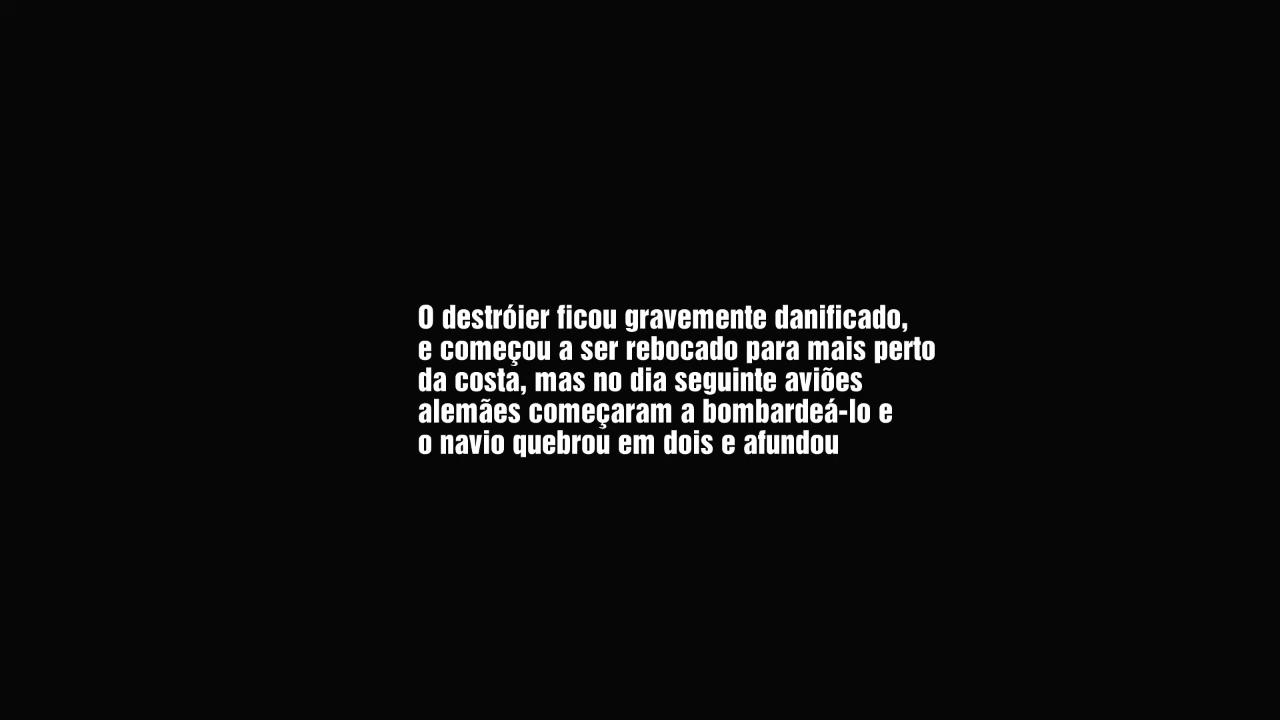 O destróier ficou gravemente danificado,
e começou a ser rebocado para mais perto
da costa, mas no dia seguinte aviões
alemães começaram a bombardeá-lo e
o navio quebrou em dois e afundou